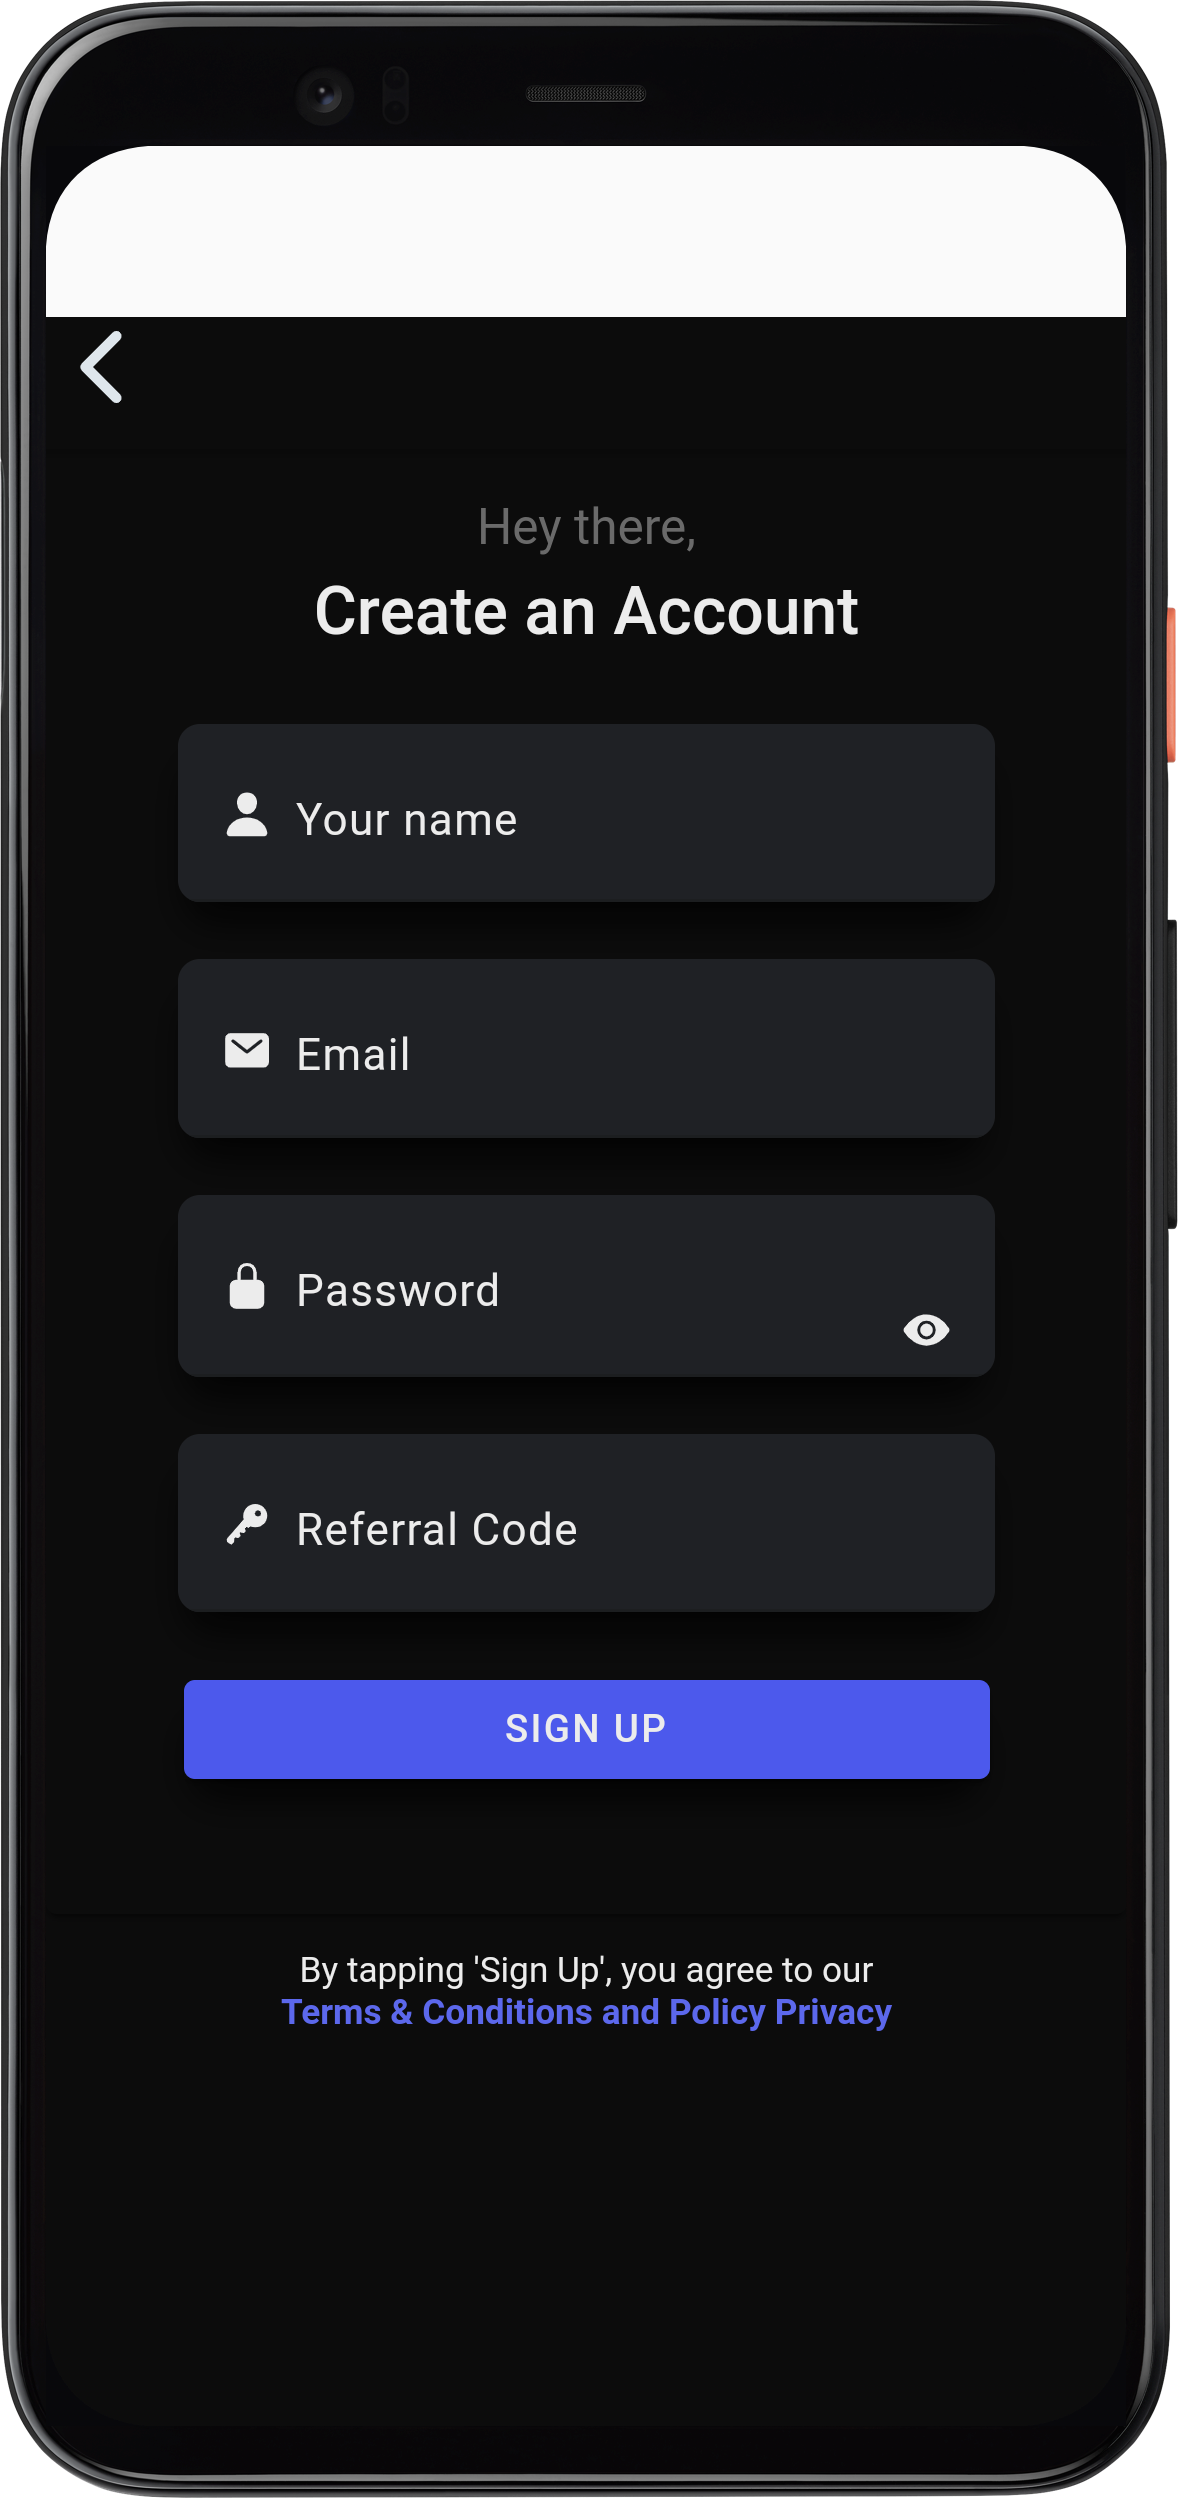 Hey there,
Create an Account
Your name
Email
Password
Referral Code
SIGN UP
By tapping 'Sign Up', you agree to our
Terms & Conditions and Policy Privacy